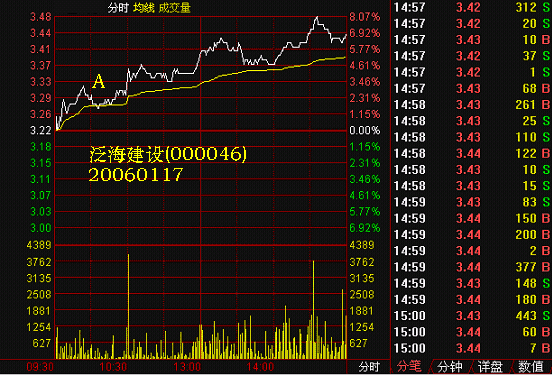 分时 均线 成交量
3.48 8.07%
3.44 6.92%
3.41 5.77%
3.37 4.61%
3.33 3.46%
3.29 2.31%
3.26 1.15%
3.22 0.00%
3.18 1.15%
3.15 2.31%
3.11 3.46%
3.07 4.61%
3.03 5.77%
3.00 6.92%
A
泛海建设(000046)
20060117
4389 4389
3762 3762
3135 3135
2508 2508
1881 1881
1254 1254
627 627
09:30 10:30 13:00 14:00 分时
14:57 3.42 312 S
14:57 3.42 20 S
14:57 3.43 10 B
14:57 3.42 37 S
14:57 3.42 1 S
14:57 3.43 68 B
14:58 3.43 261 B
14:58 3.43 25 S
14:58 3.43 110 S
14:58 3.44 122 B
14:58 3.43 10 S
14:58 3.43 15 S
14:59 3.43 83 S
14:59 3.44 150 B
14:59 3.44 200 B
14:59 3.44 2 B
14:59 3.44 377 B
14:59 3.43 148 S
14:59 3.44 180 B
15:00 3.43 443 S
15:00 3.44 60 B
15:00 3.44 7 B
分笔 分钟 详盘 数值